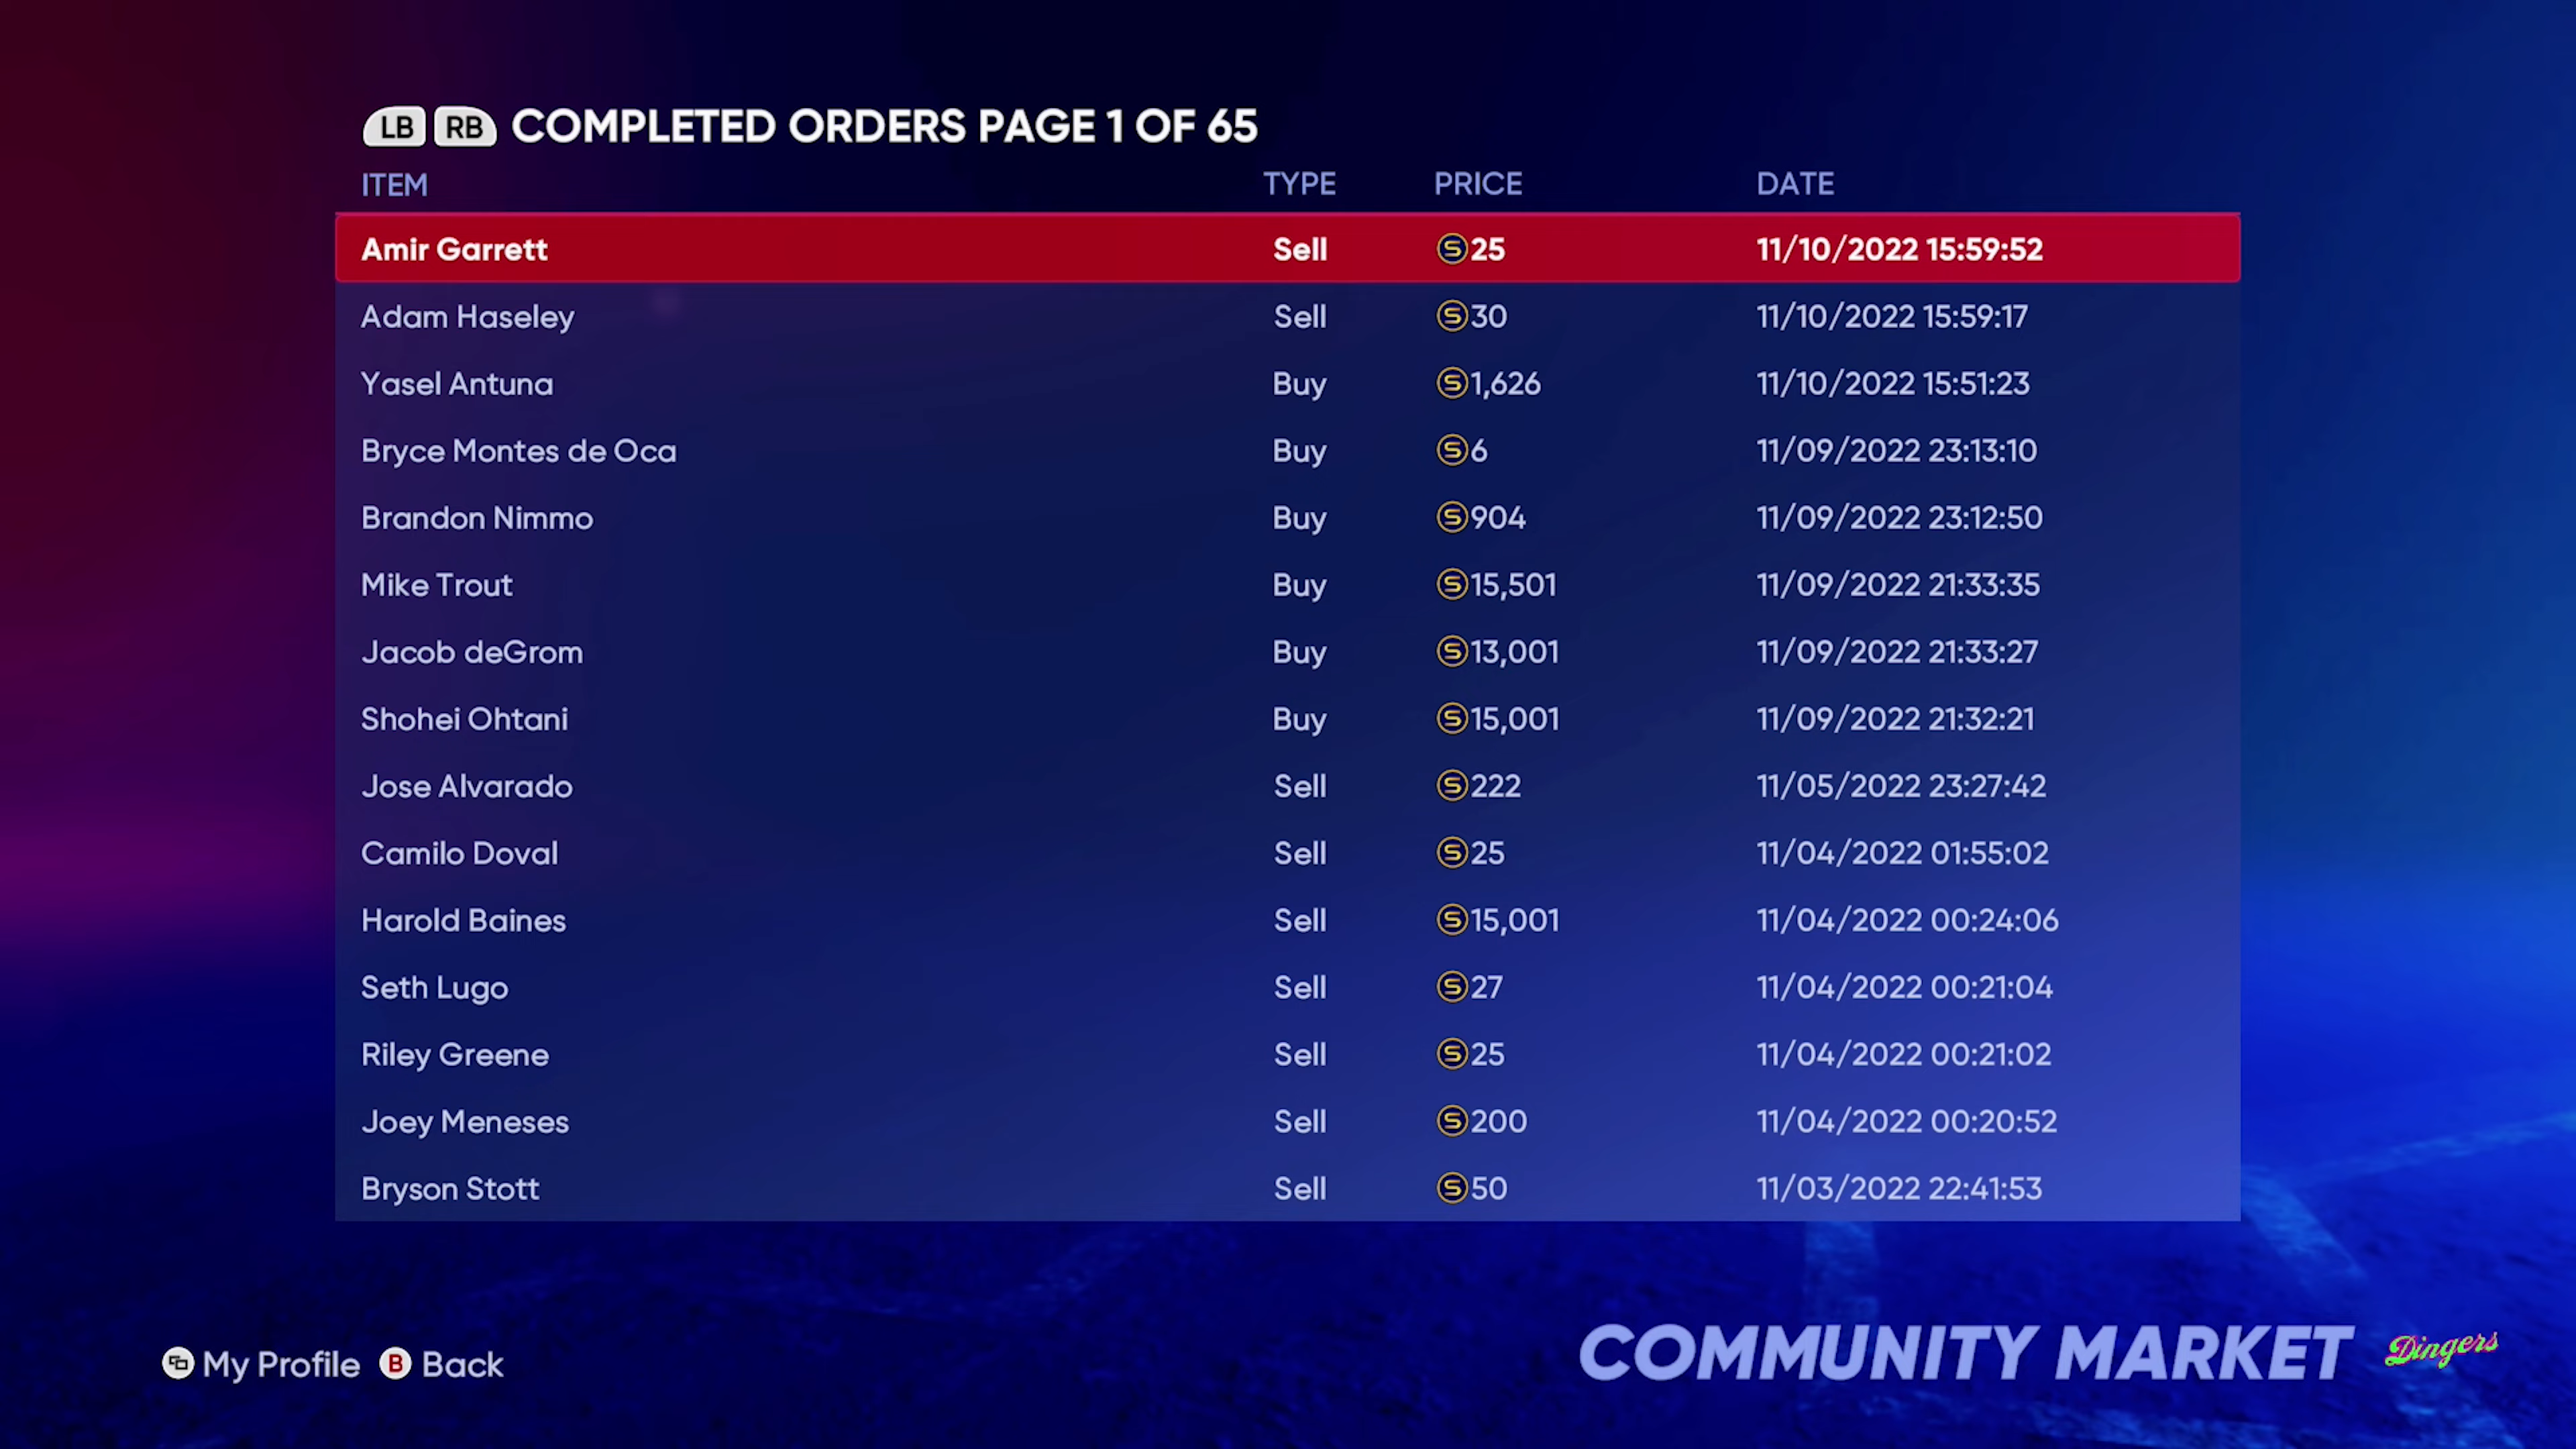 LB RB COMPLETED ORDERS PAGE 1 OF 65
ITEM TYPE PRICE DATE
Amir Garrett Sell S 25 11/10/2022 15:59:52
Adam Haseley Sell S 30 11/10/2022 15:59:17
Yasel Antuna Buy S 1,626 11/10/2022 15:51:23
Bryce Montes de Oca Buy S 6 11/09/2022 23:13:10
Brandon Nimmo Buy S 904 11/09/2022 23:12:50
Mike Trout Buy S 15,501 11/09/2022 21:33:35
Jacob deGrom Buy S 13,001 11/09/2022 21:33:27
Shohei Ohtani Buy S 15,001 11/09/2022 21:32:21
Jose Alvarado Sell S 222 11/05/2022 23:27:42
Camilo Doval Sell S 25 11/04/2022 01:55:02
Harold Baines Sell S 15,001 11/04/2022 00:24:06
Seth Lugo Sell S 27 11/04/2022 00:21:04
Riley Greene Sell S 25 11/04/2022 00:21:02
Joey Meneses Sell S 200 11/04/2022 00:20:52
Bryson Stott Sell S 50 11/03/2022 22:41:53
My Profile B Back
COMMUNITY MARKET Dingers